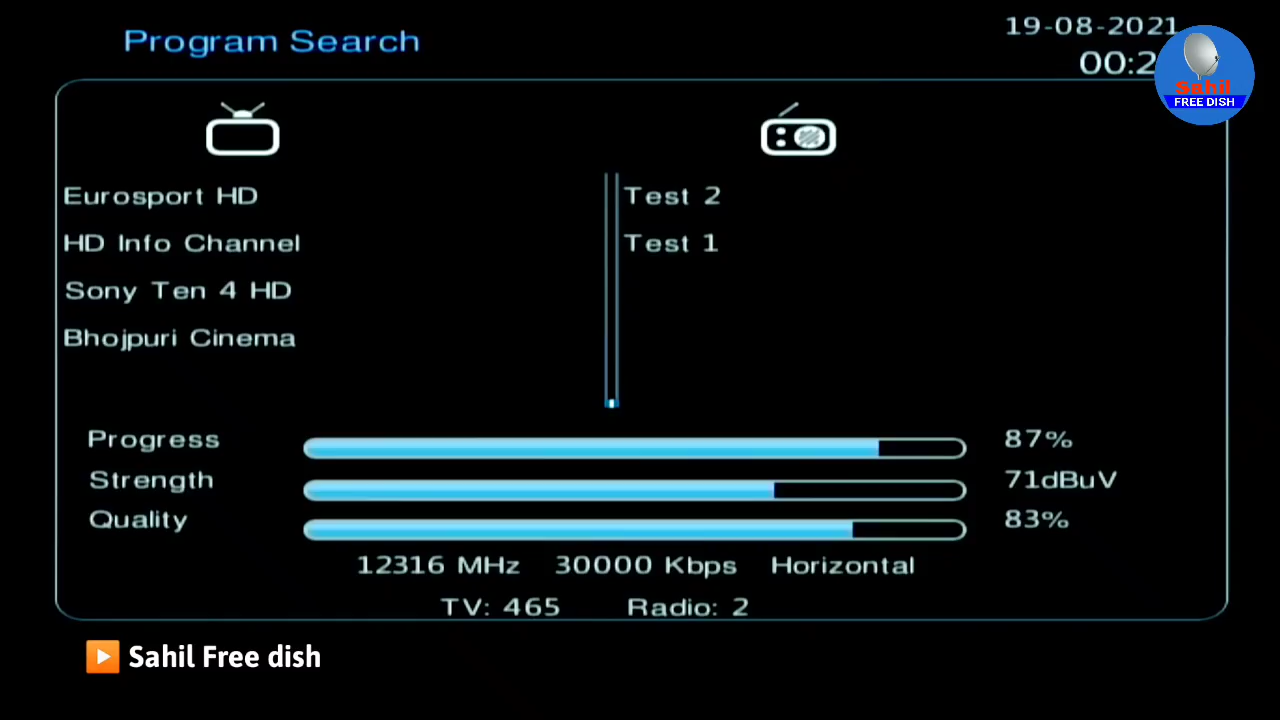 Program Search
19-08-2021
00:2
Sahil
FREE DISH
Eurosport HD
HD Info Channel
Sony Ten 4 HD
Bhojpuri Cinema
Test 2
Test 1
Progress 87%
Strength 71dBuV
Quality 83%
12316 MHz 30000 Kbps Horizontal
TV: 465 Radio: 2
Sahil Free dish